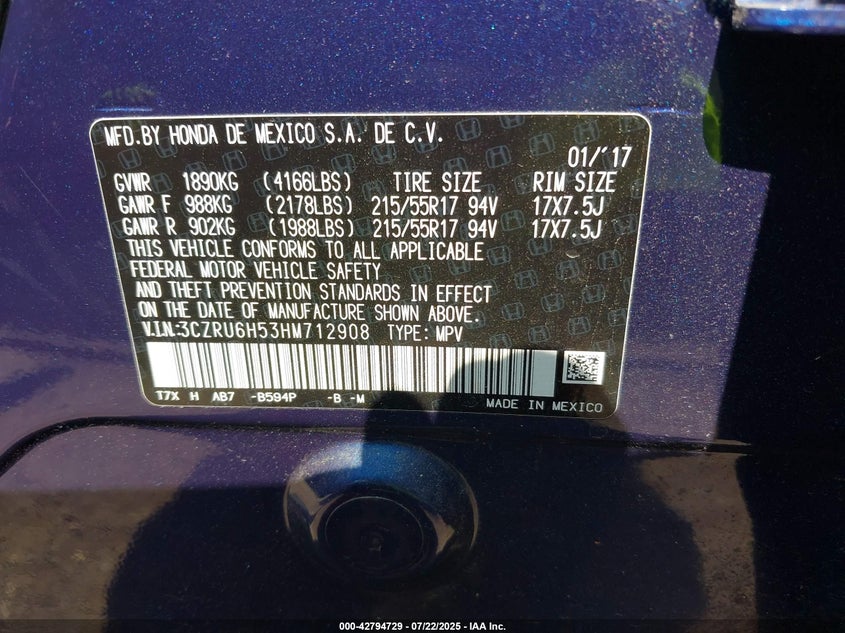 MFD.BY HONDA DE MEXICO S.A. DE C.V.
01/'17
GVWR 1890KG (4166LBS) TIRE SIZE RIM SIZE
GAWR F 988KG (2178LBS) 215/55R17 94V 17X7.5J
GAWR R 902KG (1988LBS) 215/55R17 94V 17X7.5J
THIS VEHICLE CONFORMS TO ALL APPLICABLE
FEDERAL MOTOR VEHICLE SAFETY
AND THEFT PREVENTION STANDARDS IN EFFECT
ON THE DATE OF MANUFACTURE SHOWN ABOVE.
V.I.N:3CZRU6H53HM712908 TYPE: MPV
T7X H AB7 -B594P -B -M
MADE IN MEXICO
000-42794729 - 07/22/2025 - IAA Inc.